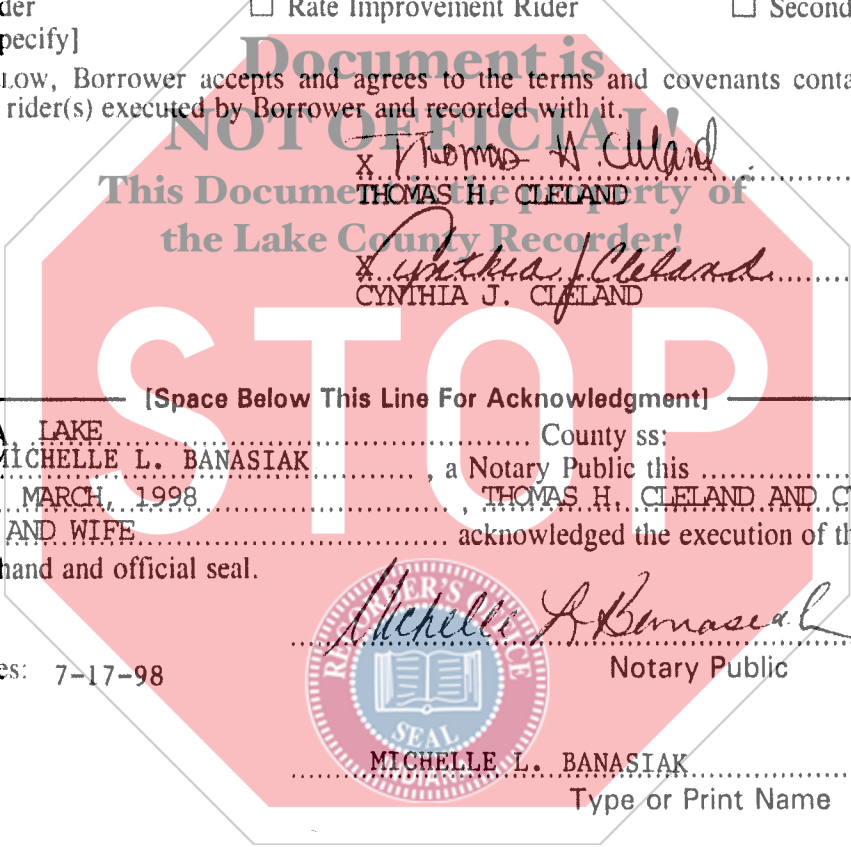 der ☐ Rate Improvement Rider ☐ Second
pecify]
Document is
LOW, Borrower accepts and agrees to the terms and covenants conta
rider(s) executed by Borrower and recorded with it.
NOT OFFICIAL!
X Thomas H. Cleland
This Document is the property of
THOMAS H. CLELAND
the Lake County Recorder!
X Cynthia J Cleland
CYNTHIA J. CLELAND
STOP
[Space Below This Line For Acknowledgment]
LAKE County ss:
MICHELLE L. BANASIAK, a Notary Public this
MARCH, 1998, THOMAS H. CLELAND AND C
AND WIFE acknowledged the execution of th
hand and official seal.
Michelle L Banasiak
RECORDER'S OFFICE
es: 7-17-98 Notary Public
SEAL
INDIANA
MICHELLE L. BANASIAK
Type or Print Name